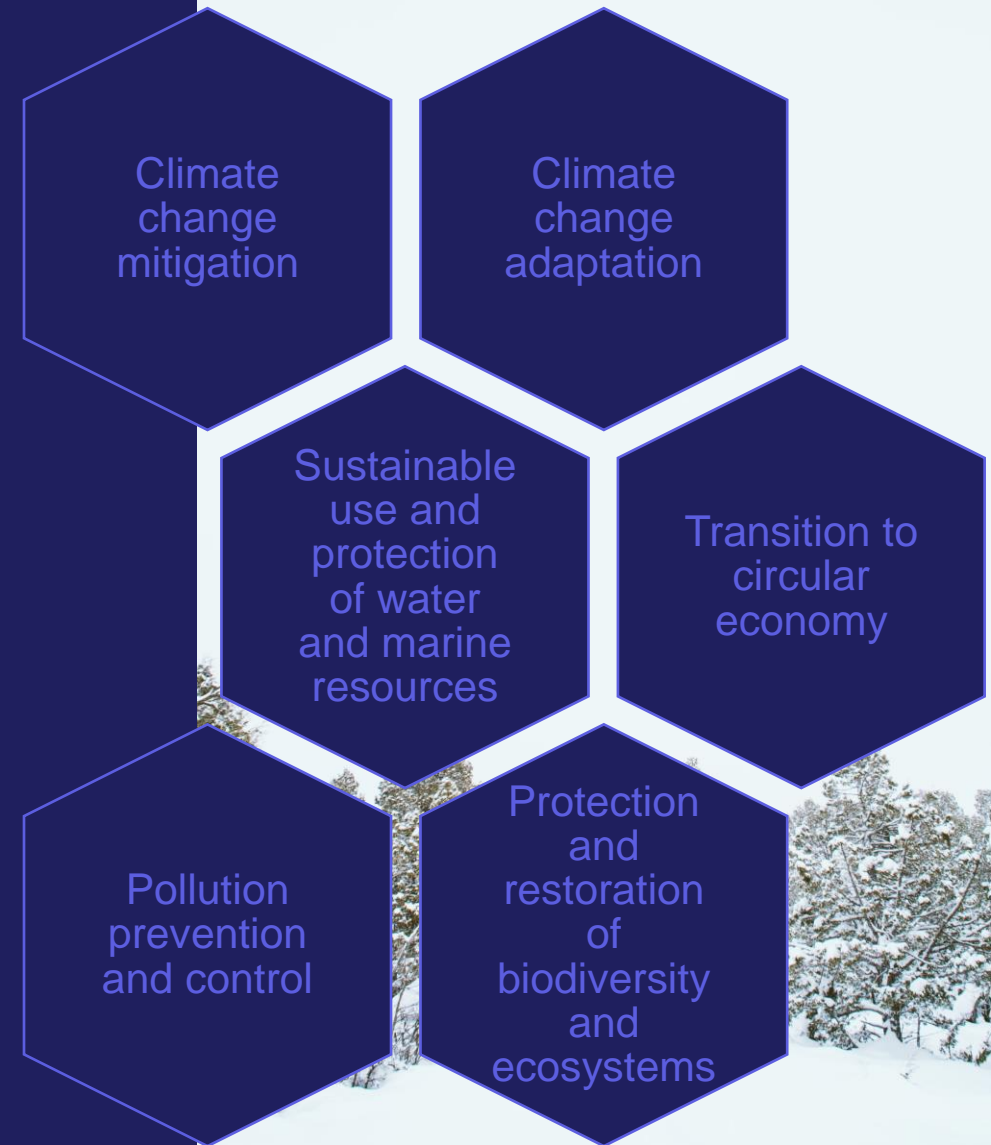 Climate
change
mitigation
Climate
change
adaptation
Sustainable
use and
protection
of water
and marine
resources
Transition to
circular
economy
Pollution
prevention
and control
Protection
and
restoration
of
biodiversity
and
ecosystems